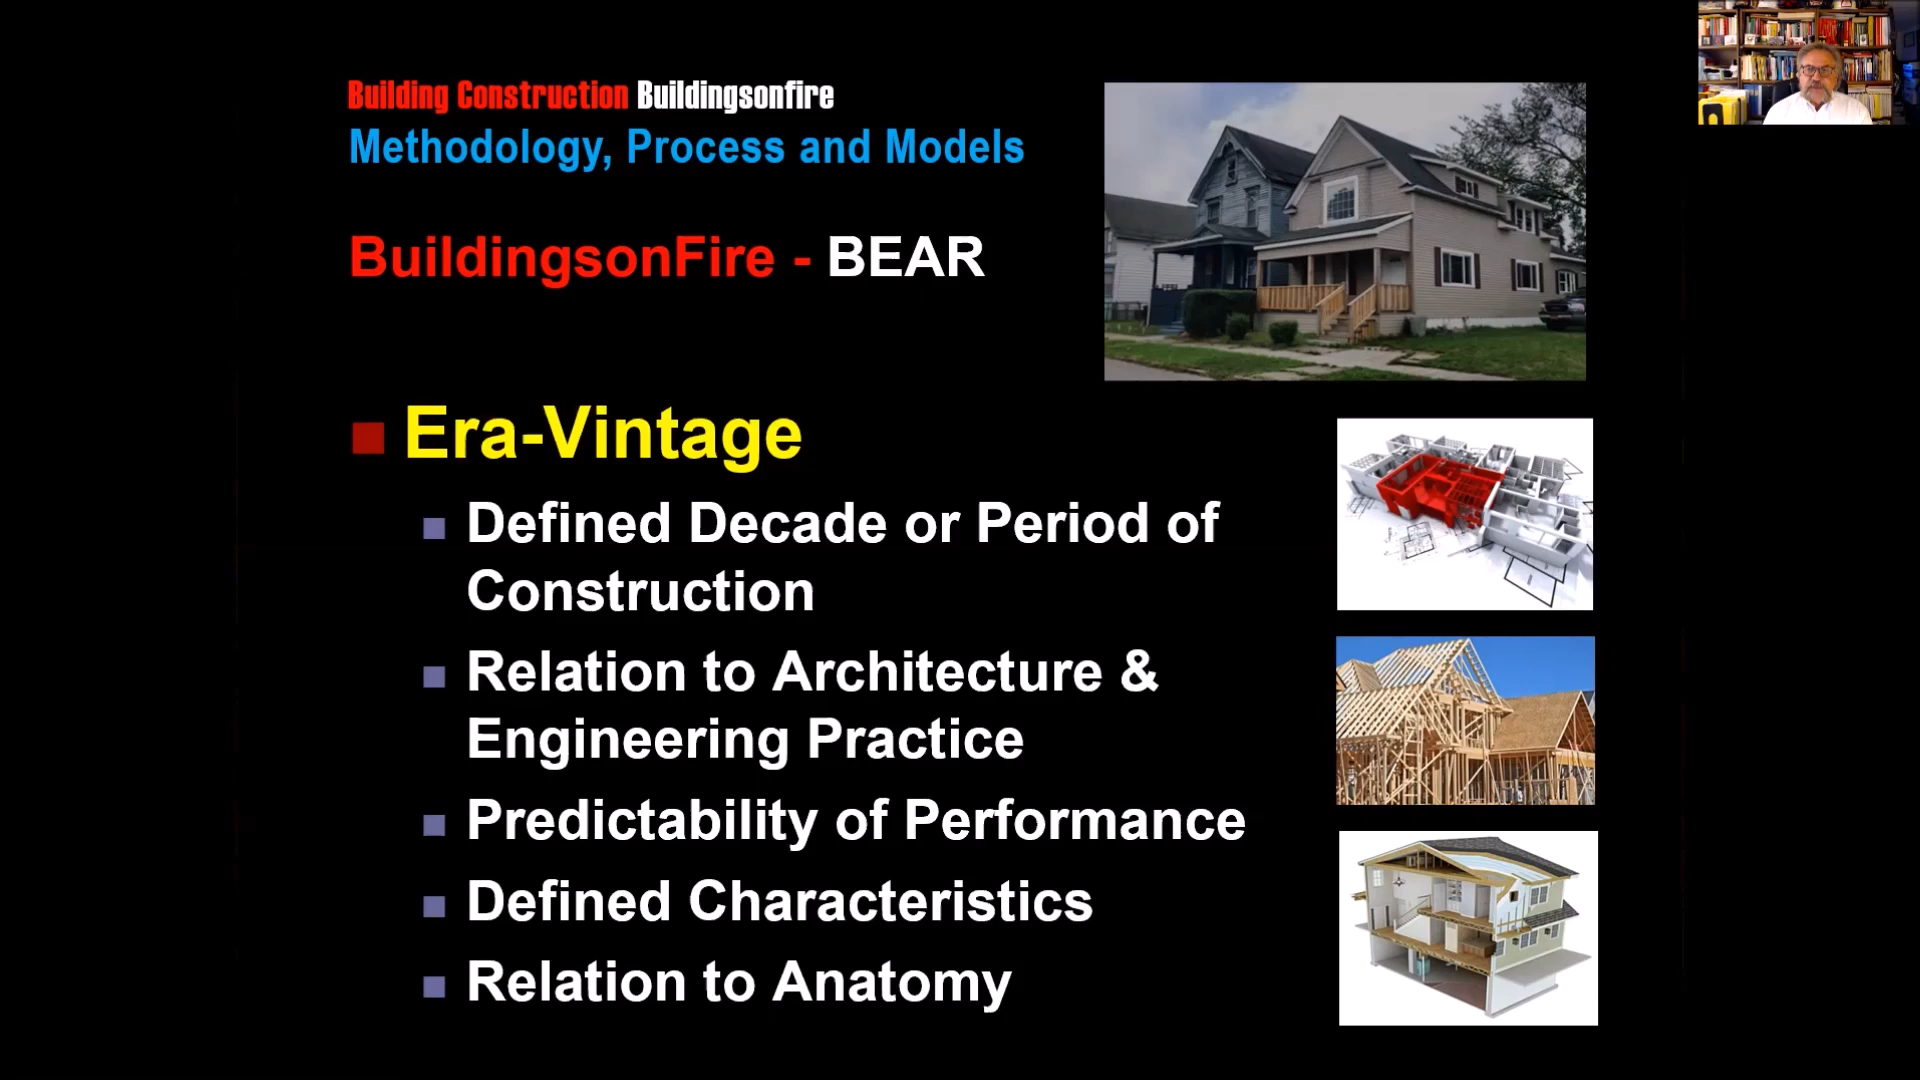 Building Construction Buildingsonfire
Methodology, Process and Models
BuildingsonFire - BEAR
Era-Vintage
Defined Decade or Period of
Construction
Relation to Architecture &
Engineering Practice
Predictability of Performance
Defined Characteristics
Relation to Anatomy